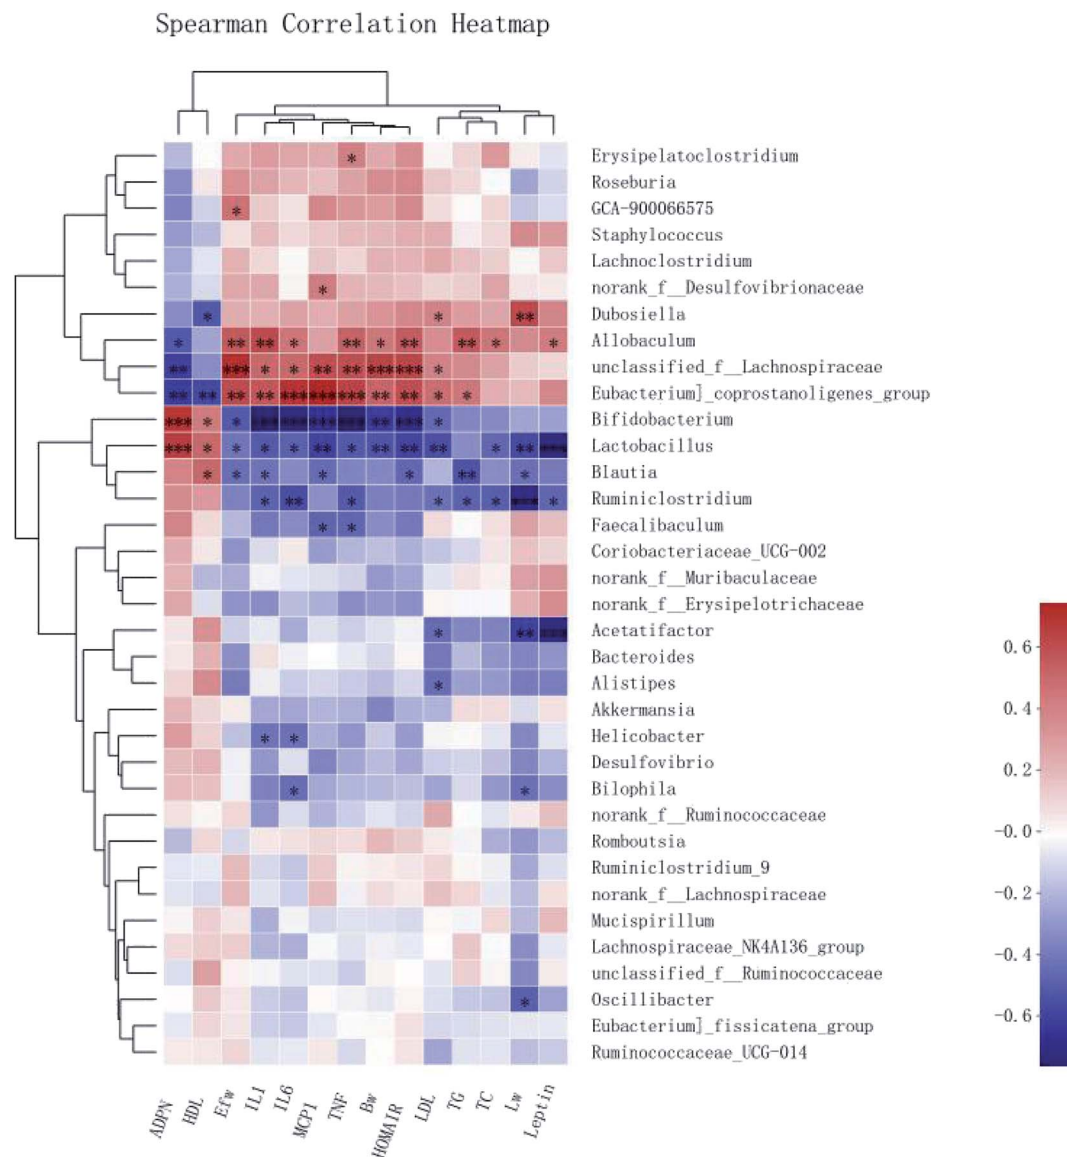 Spearman Correlation Heatmap
Erysipelatoclostridium
Roseburia
GCA-900066575
Staphylococcus
Lachnoclostridium
norank_f__Desulfovibrionaceae
Dubosiella
Allobaculum
unclassified_f__Lachnospiraceae
Eubacterium]_coprostanoligenes_group
Bifidobacterium
Lactobacillus
Blautia
Ruminiclostridium
Faecalibaculum
Coriobacteriaceae_UCG-002
norank_f__Muribaculaceae
norank_f__Erysipelotrichaceae
Acetatifactor
Bacteroides
Alistipes
Akkermansia
Helicobacter
Desulfovibrio
Bilophila
norank_f__Ruminococcaceae
Romboutsia
Ruminiclostridium_9
norank_f__Lachnospiraceae
Mucispirillum
Lachnospiraceae_NK4A136_group
unclassified_f__Ruminococcaceae
Oscillibacter
Eubacterium]_fissicatena_group
Ruminococcaceae_UCG-014
ADPN HDL Efw IL1 IL6 MCP1 TNF Bw HOMAIR LDL TG TC Lw Leptin
0.6
0.4
0.2
-0.0
-0.2
-0.4
-0.6